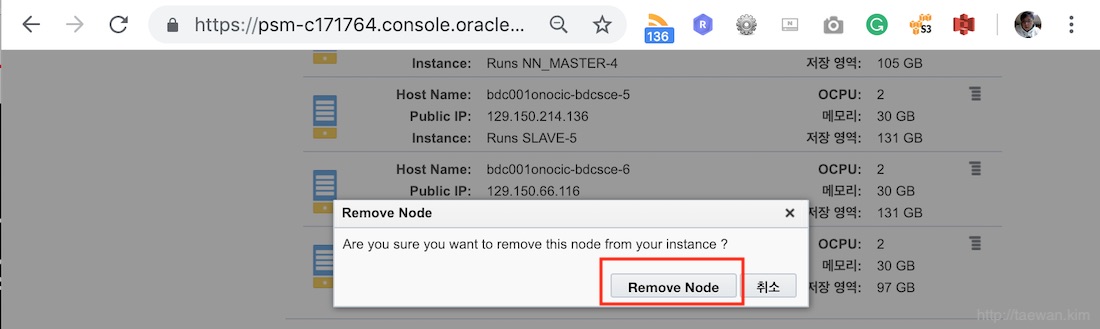 https://psm-c171764.console.oracle...
136
R
N
G
S3
Instance: Runs NN_MASTER-4 저장 영역: 105 GB
Host Name: bdc001onocic-bdcsce-5 OCPU: 2
Public IP: 129.150.214.136 메모리: 30 GB
Instance: Runs SLAVE-5 저장 영역: 131 GB
Host Name: bdc001onocic-bdcsce-6 OCPU: 2
Public IP: 129.150.66.116 메모리: 30 GB
저장 영역: 131 GB
Remove Node
Are you sure you want to remove this node from your instance ?
Remove Node 취소
OCPU: 2
메모리: 30 GB
저장 영역: 97 GB
http://taewan.kim